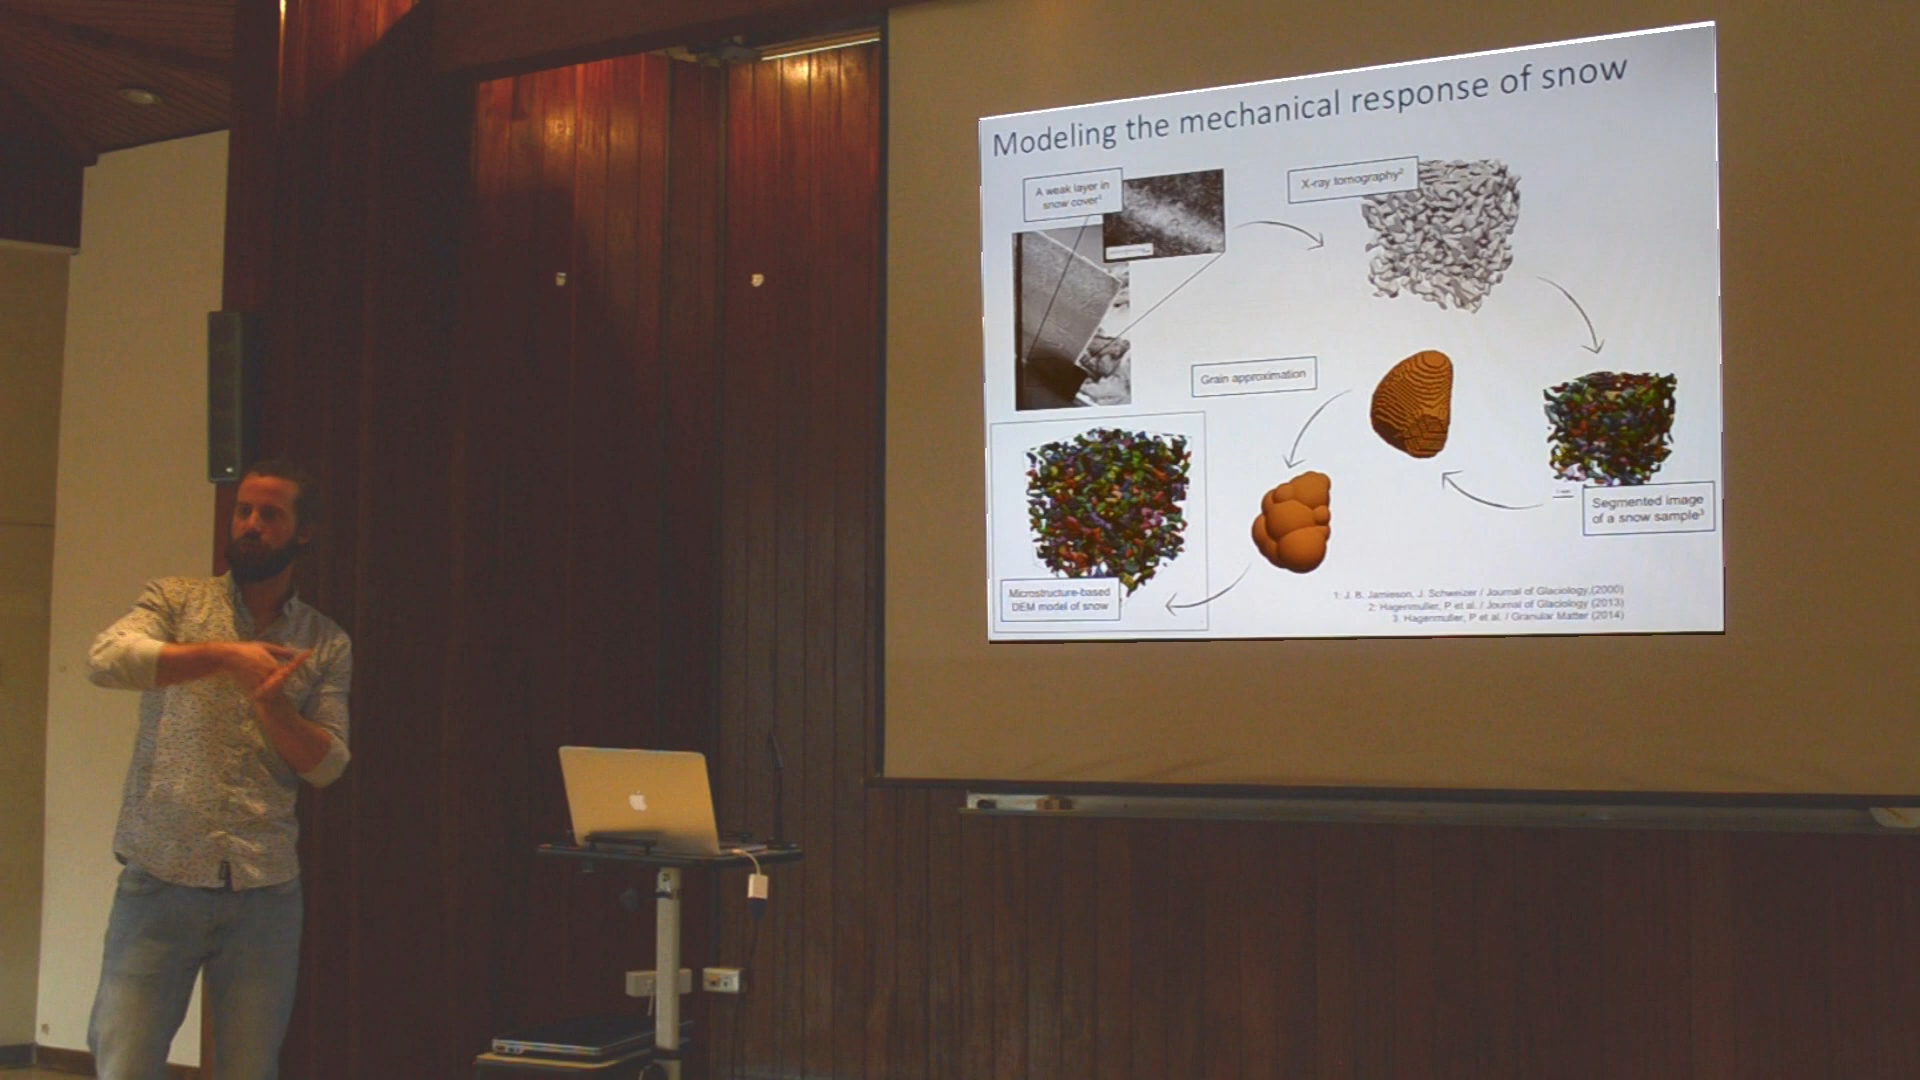 Modeling the mechanical response of snow
A weak layer in
snow cover¹
X-ray tomography²
Grain approximation
Segmented image
of a snow sample³
Microstructure-based
DEM model of snow
1: J. B. Jamieson, J. Schweizer / Journal of Glaciology (2000)
2: Hagenmuller, P et al. / Journal of Glaciology (2013)
3. Hagenmuller, P et al. / Granular Matter (2014)